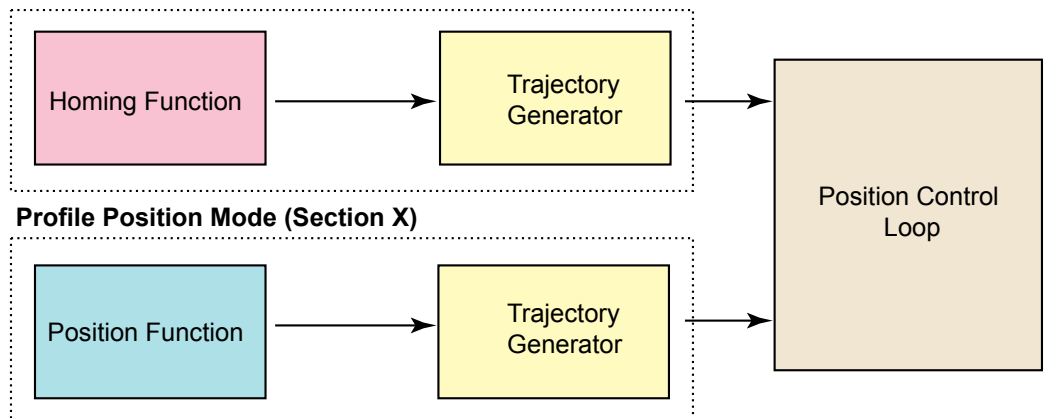 Homing Function
Trajectory
Generator
Position Control
Loop
Profile Position Mode (Section X)
Position Function
Trajectory
Generator